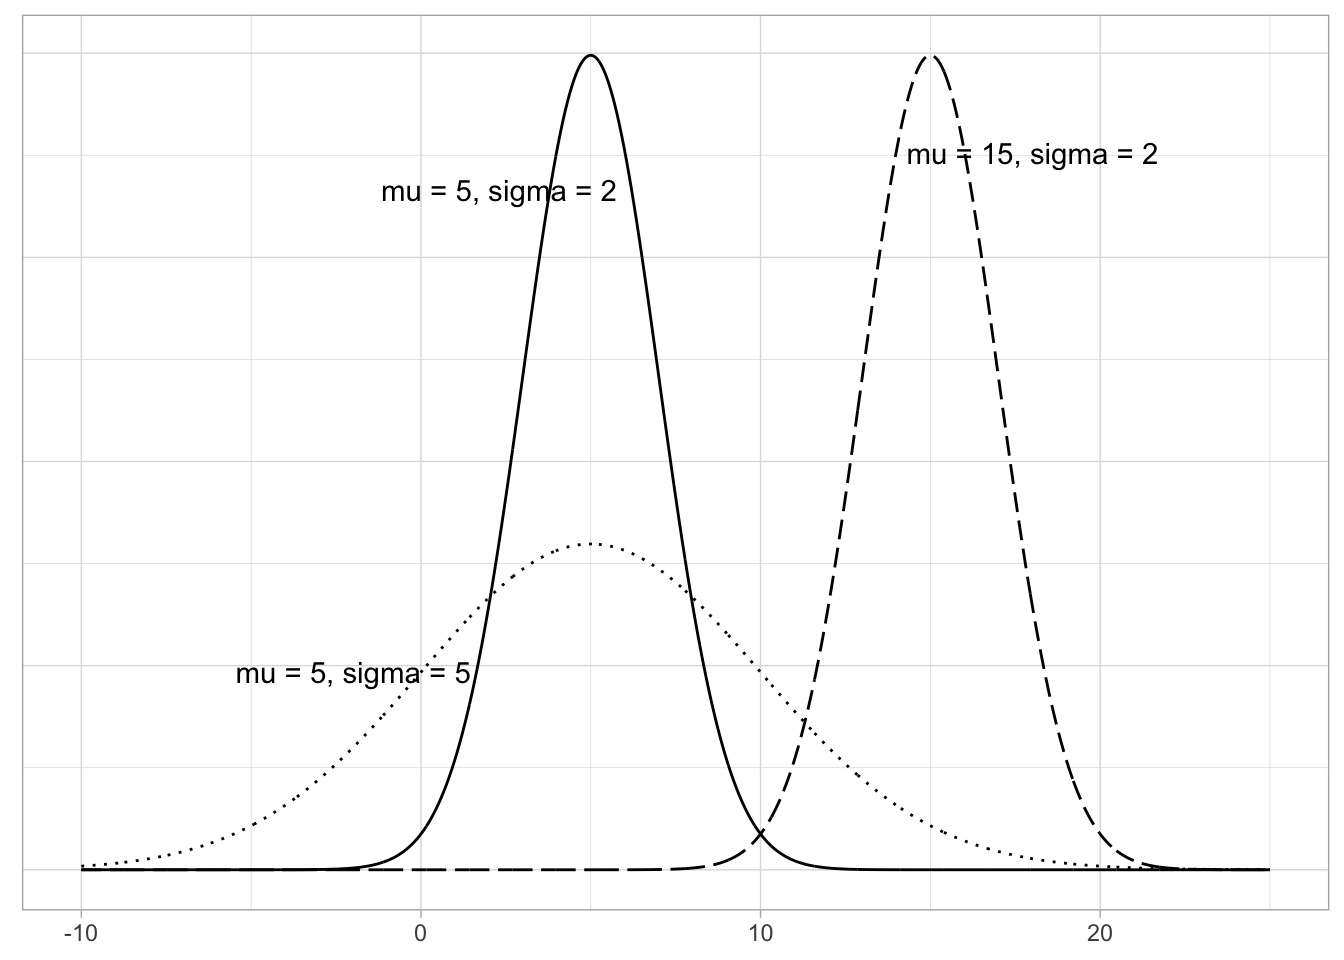 mu = 15, sigma = 2
mu = 5, sigma = 2
mu = 5, sigma = 5
-10 0 10 20